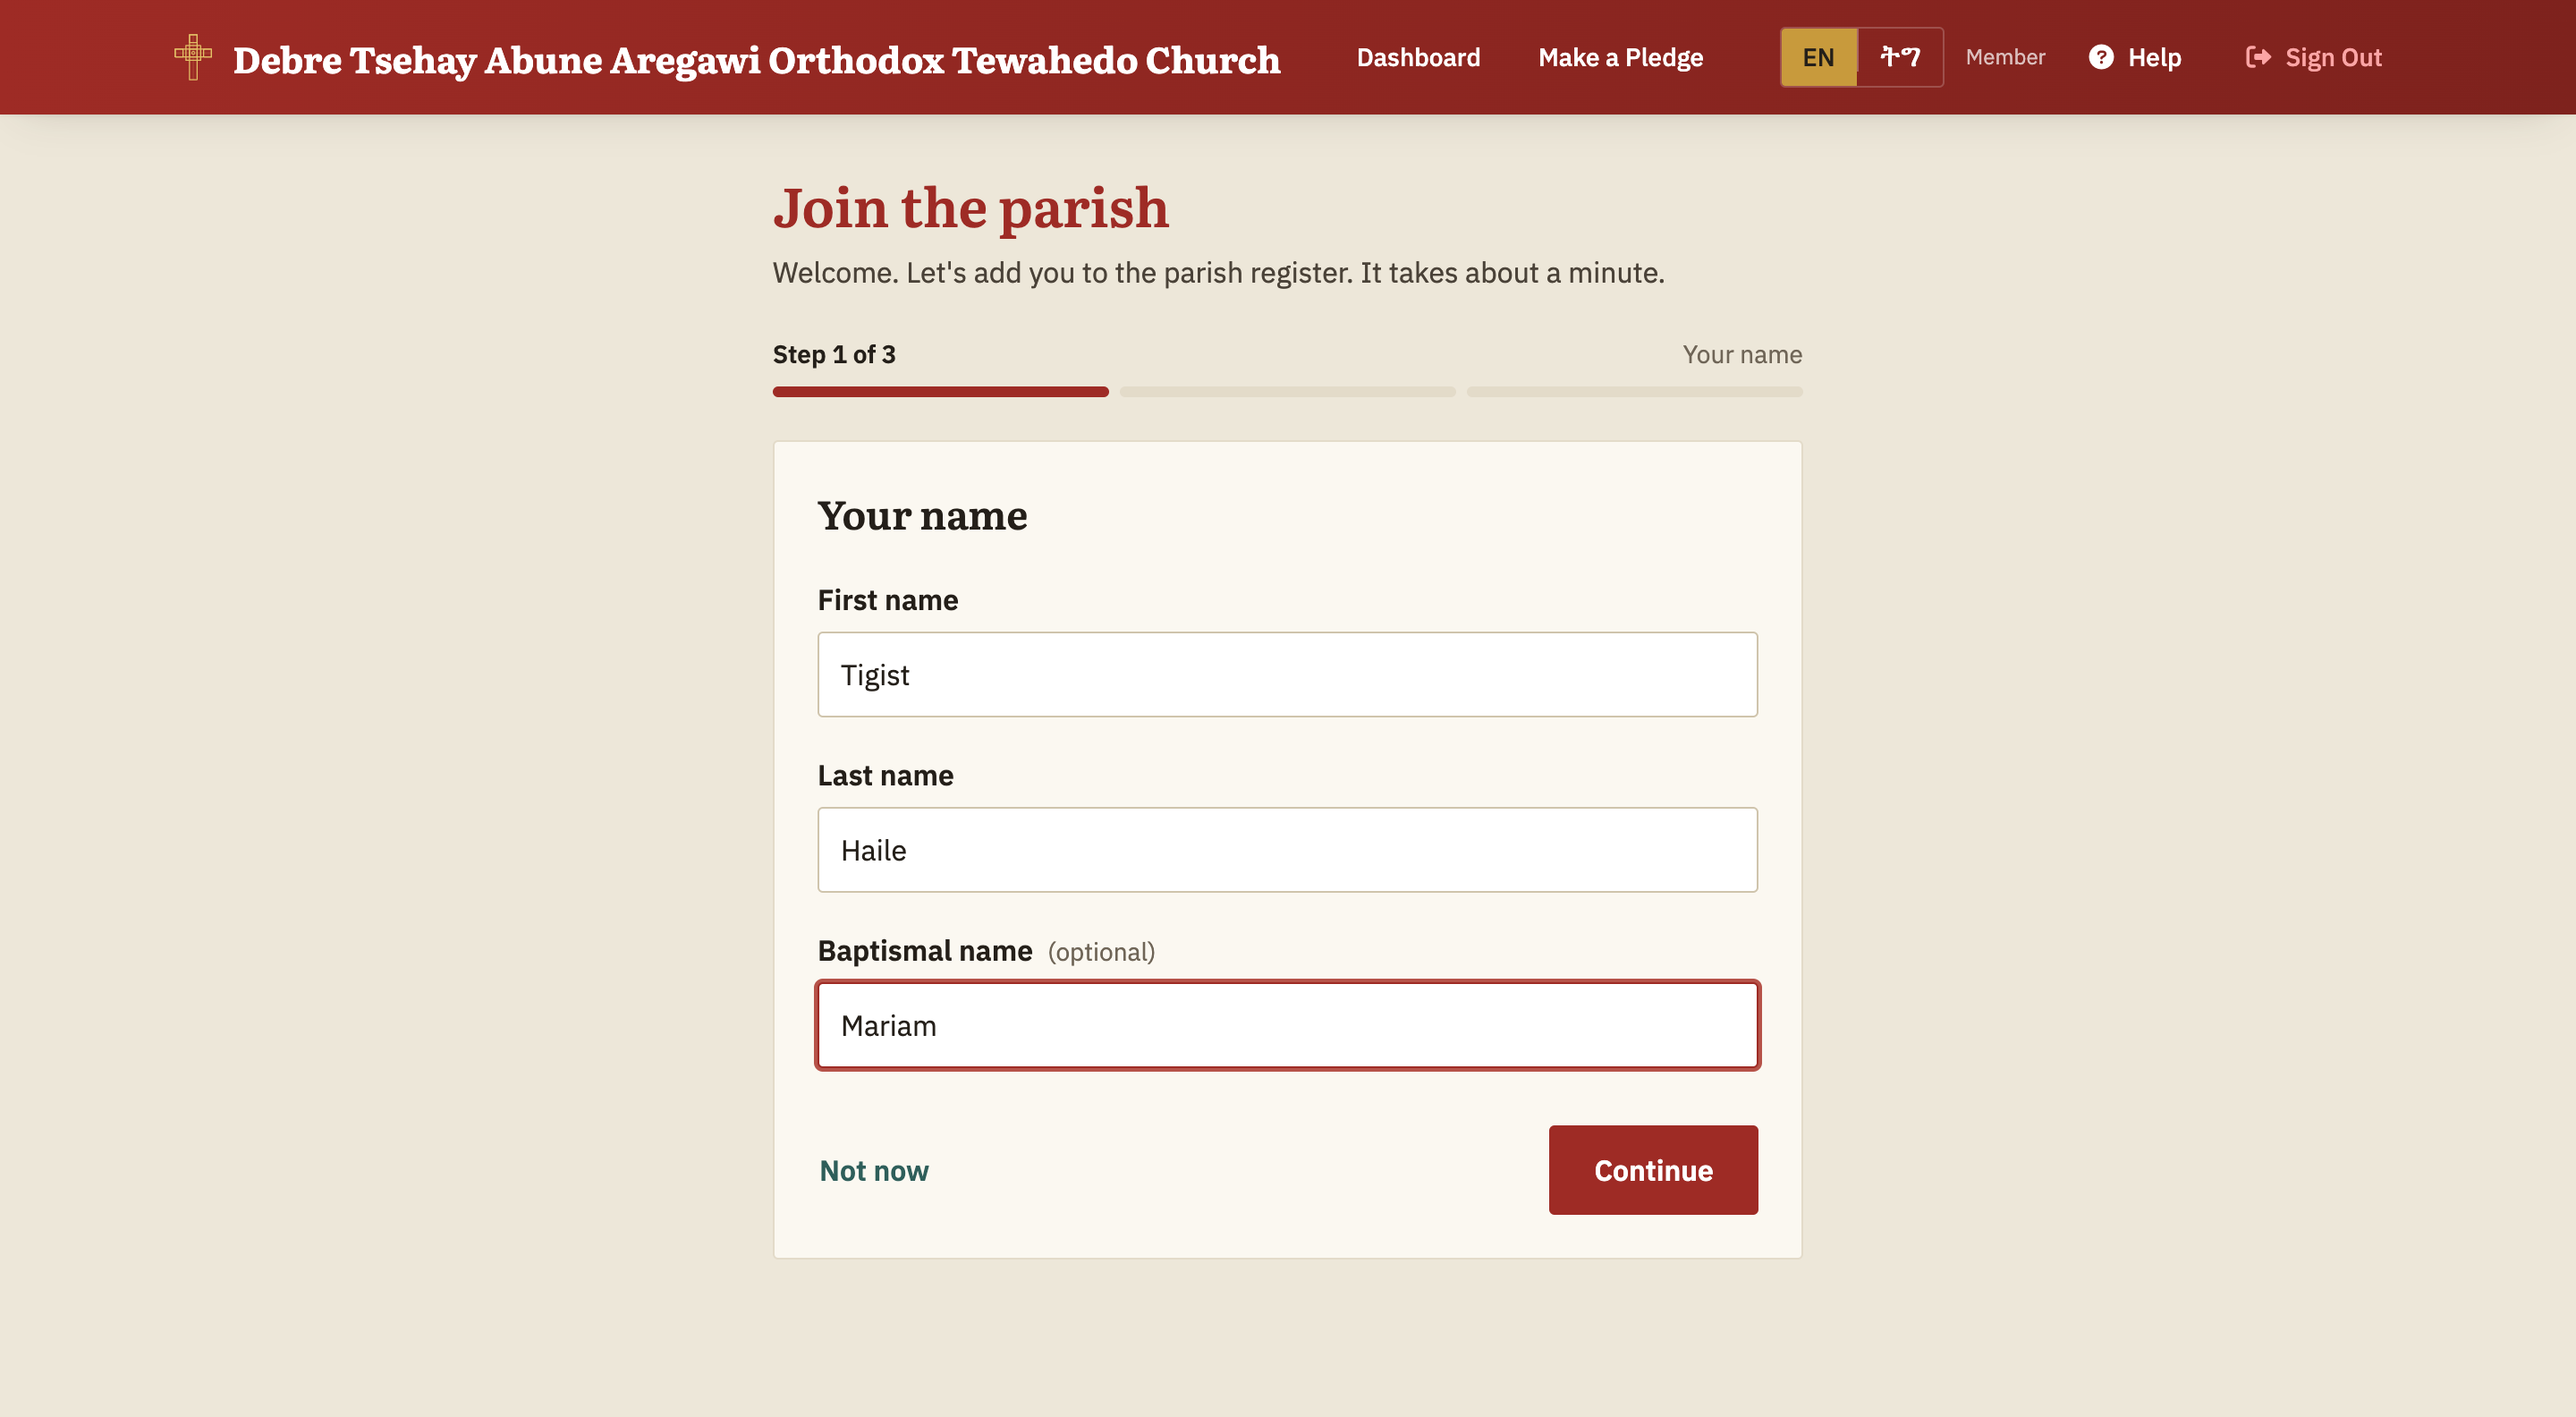 Debre Tsehay Abune Aregawi Orthodox Tewahedo Church
Dashboard
Make a Pledge
EN
ትግ
Member
Help
Sign Out
Join the parish
Welcome. Let's add you to the parish register. It takes about a minute.
Step 1 of 3
Your name
Your name
First name
Tigist
Last name
Haile
Baptismal name (optional)
Mariam
Not now
Continue